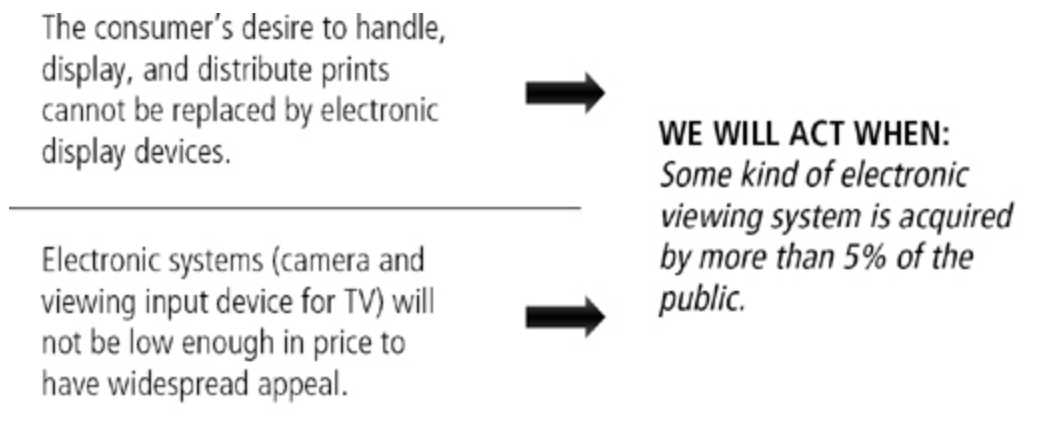 The consumer's desire to handle,
display, and distribute prints
cannot be replaced by electronic
display devices.
Electronic systems (camera and
viewing input device for TV) will
not be low enough in price to
have widespread appeal.
WE WILL ACT WHEN:
Some kind of electronic
viewing system is acquired
by more than 5% of the
public.